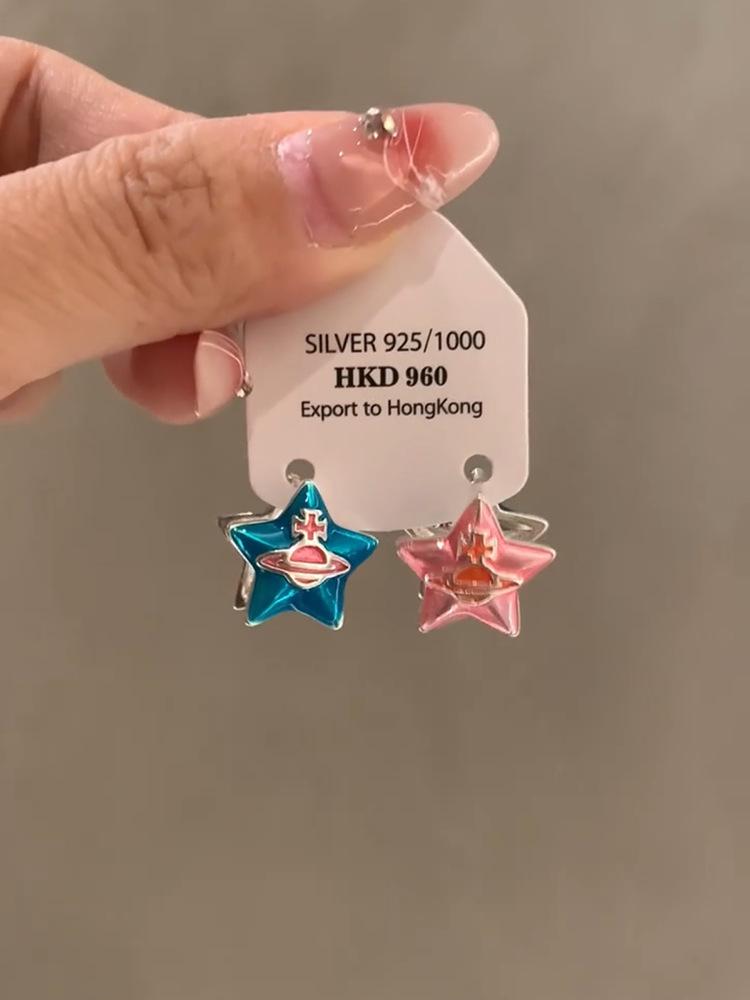 SILVER 925/1000
HKD 960
Export to HongKong